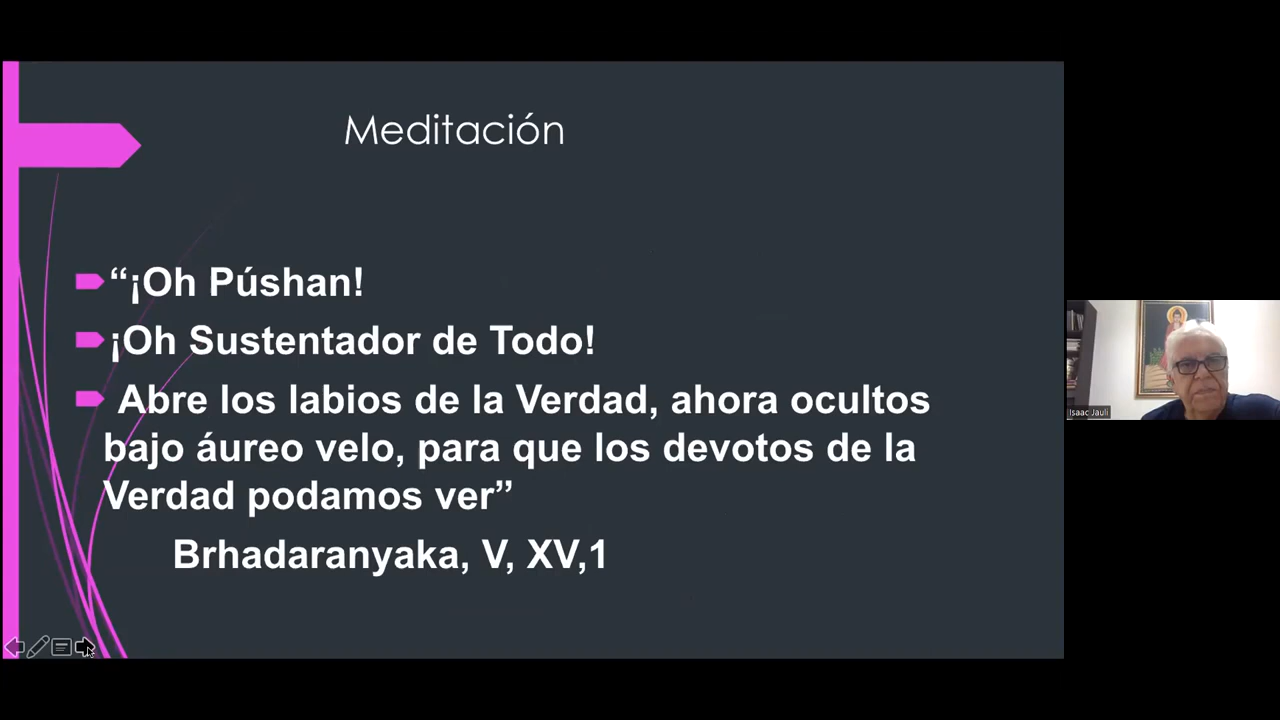 Meditación
“¡Oh Púshan!
¡Oh Sustentador de Todo!
Abre los labios de la Verdad, ahora ocultos
bajo áureo velo, para que los devotos de la
Verdad podamos ver”
Brhadaranyaka, V, XV,1
Isaac Jauli